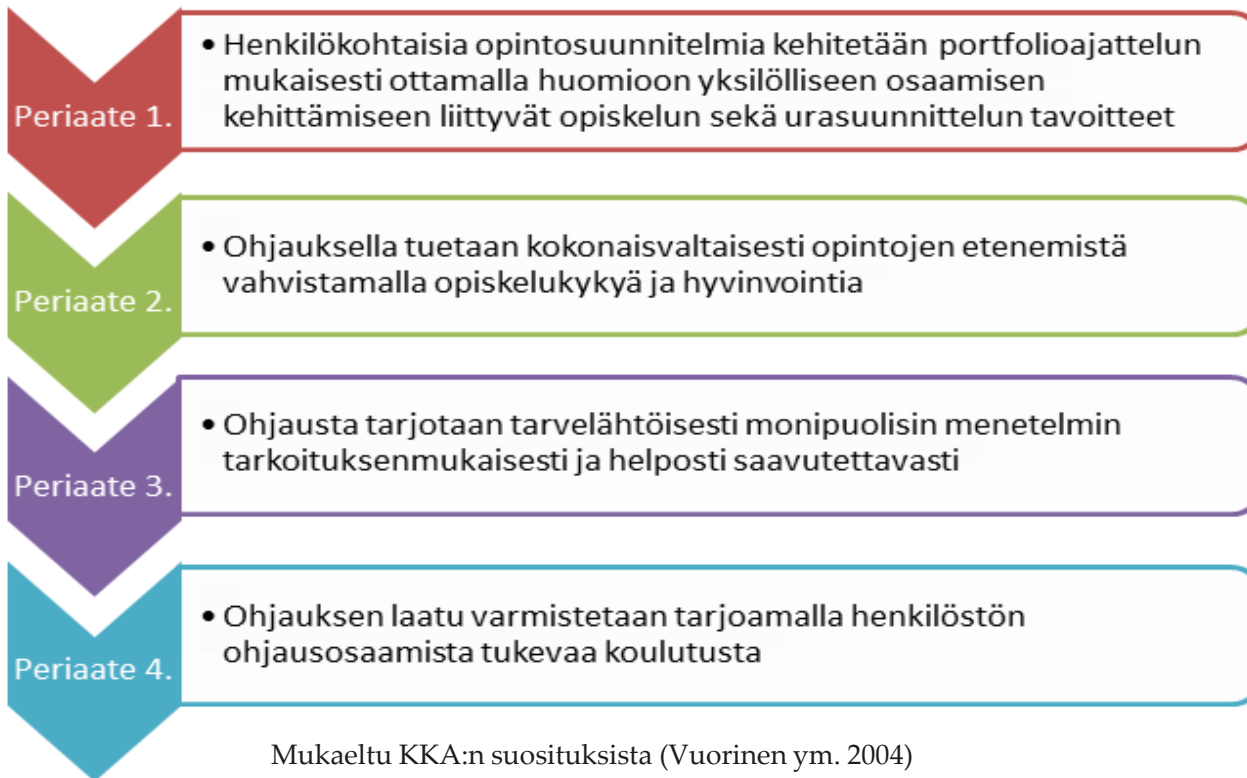 • Henkilökohtaisia opintosuunnitelmia kehitetään portfolioajattelun
mukaisesti ottamalla huomioon yksilölliseen osaamisen
Periaate 1.
kehittämiseen liittyvät opiskelun sekä urasuunnittelun tavoitteet
• Ohjauksella tuetaan kokonaisvaltaisesti opintojen etenemistä
vahvistamalla opiskelukykyä ja hyvinvointia
Periaate 2.
• Ohjausta tarjotaan tarvelähtöisesti monipuolisin menetelmin
tarkoituksenmukaisesti ja helposti saavutettavasti
Periaate 3.
• Ohjauksen laatu varmistetaan tarjoamalla henkilöstön
ohjausosaamista tukevaa koulutusta
Periaate 4.
Mukaeltu KKA:n suosituksista (Vuorinen ym. 2004)